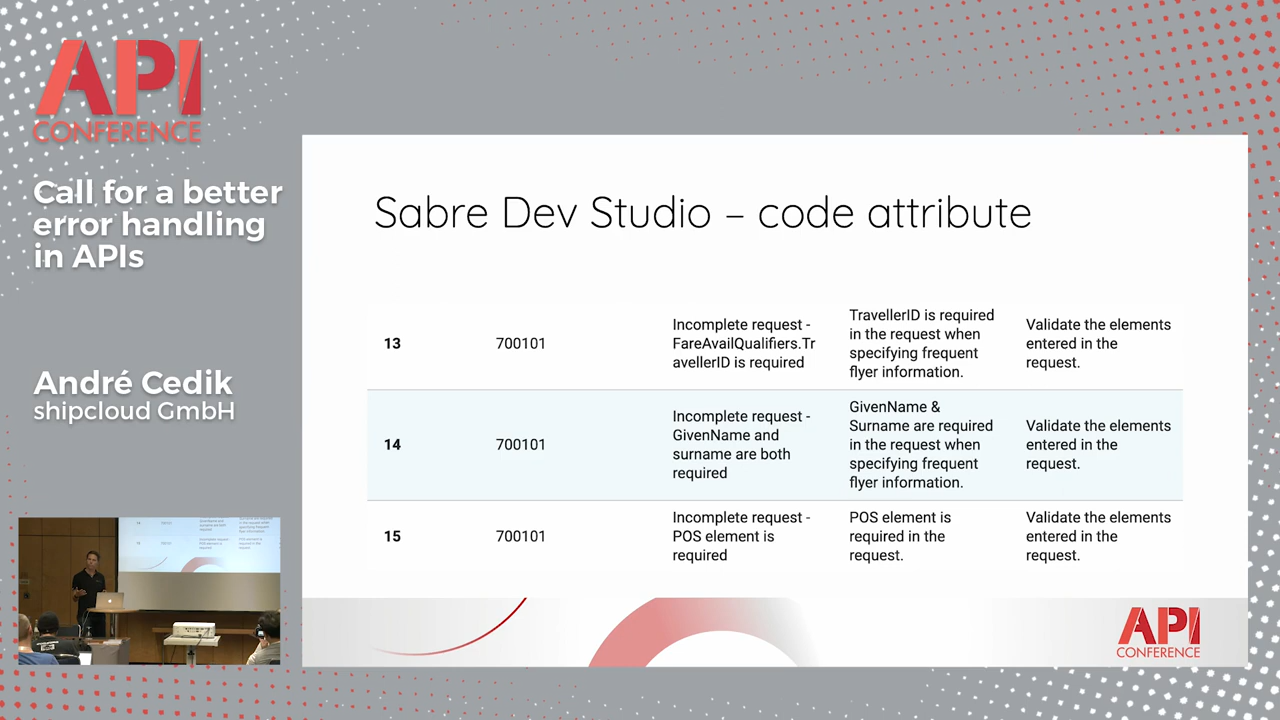 API
CONFERENCE
Call for a better
error handling
in APIs
André Cedik
shipcloud GmbH
Sabre Dev Studio – code attribute
13
700101
Incomplete request -
FareAvailQualifiers.Tr
avellerID is required
TravellerID is required
in the request when
specifying frequent
flyer information.
Validate the elements
entered in the
request.
14
700101
Incomplete request -
GivenName and
surname are both
required
GivenName &
Surname are required
in the request when
specifying frequent
flyer information.
Validate the elements
entered in the
request.
15
700101
Incomplete request -
POS element is
required
POS element is
required in the
request.
Validate the elements
entered in the
request.
API
CONFERENCE